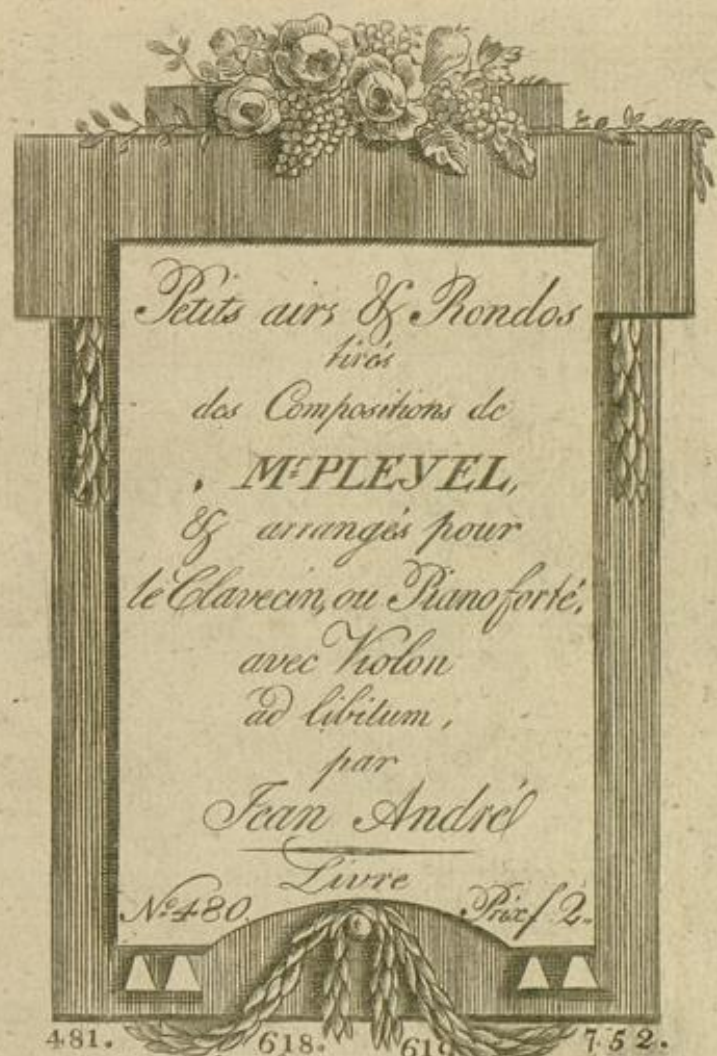 Petits airs & Rondos
tirés
des Compositions de
Mr. PLEYEL,
& arrangés pour
le Clavecin, ou Pianoforté,
avec Violon
ad libitum,
par
Jean André
Livre
No. 480. Prix f 2.
481. 618. 619 752.